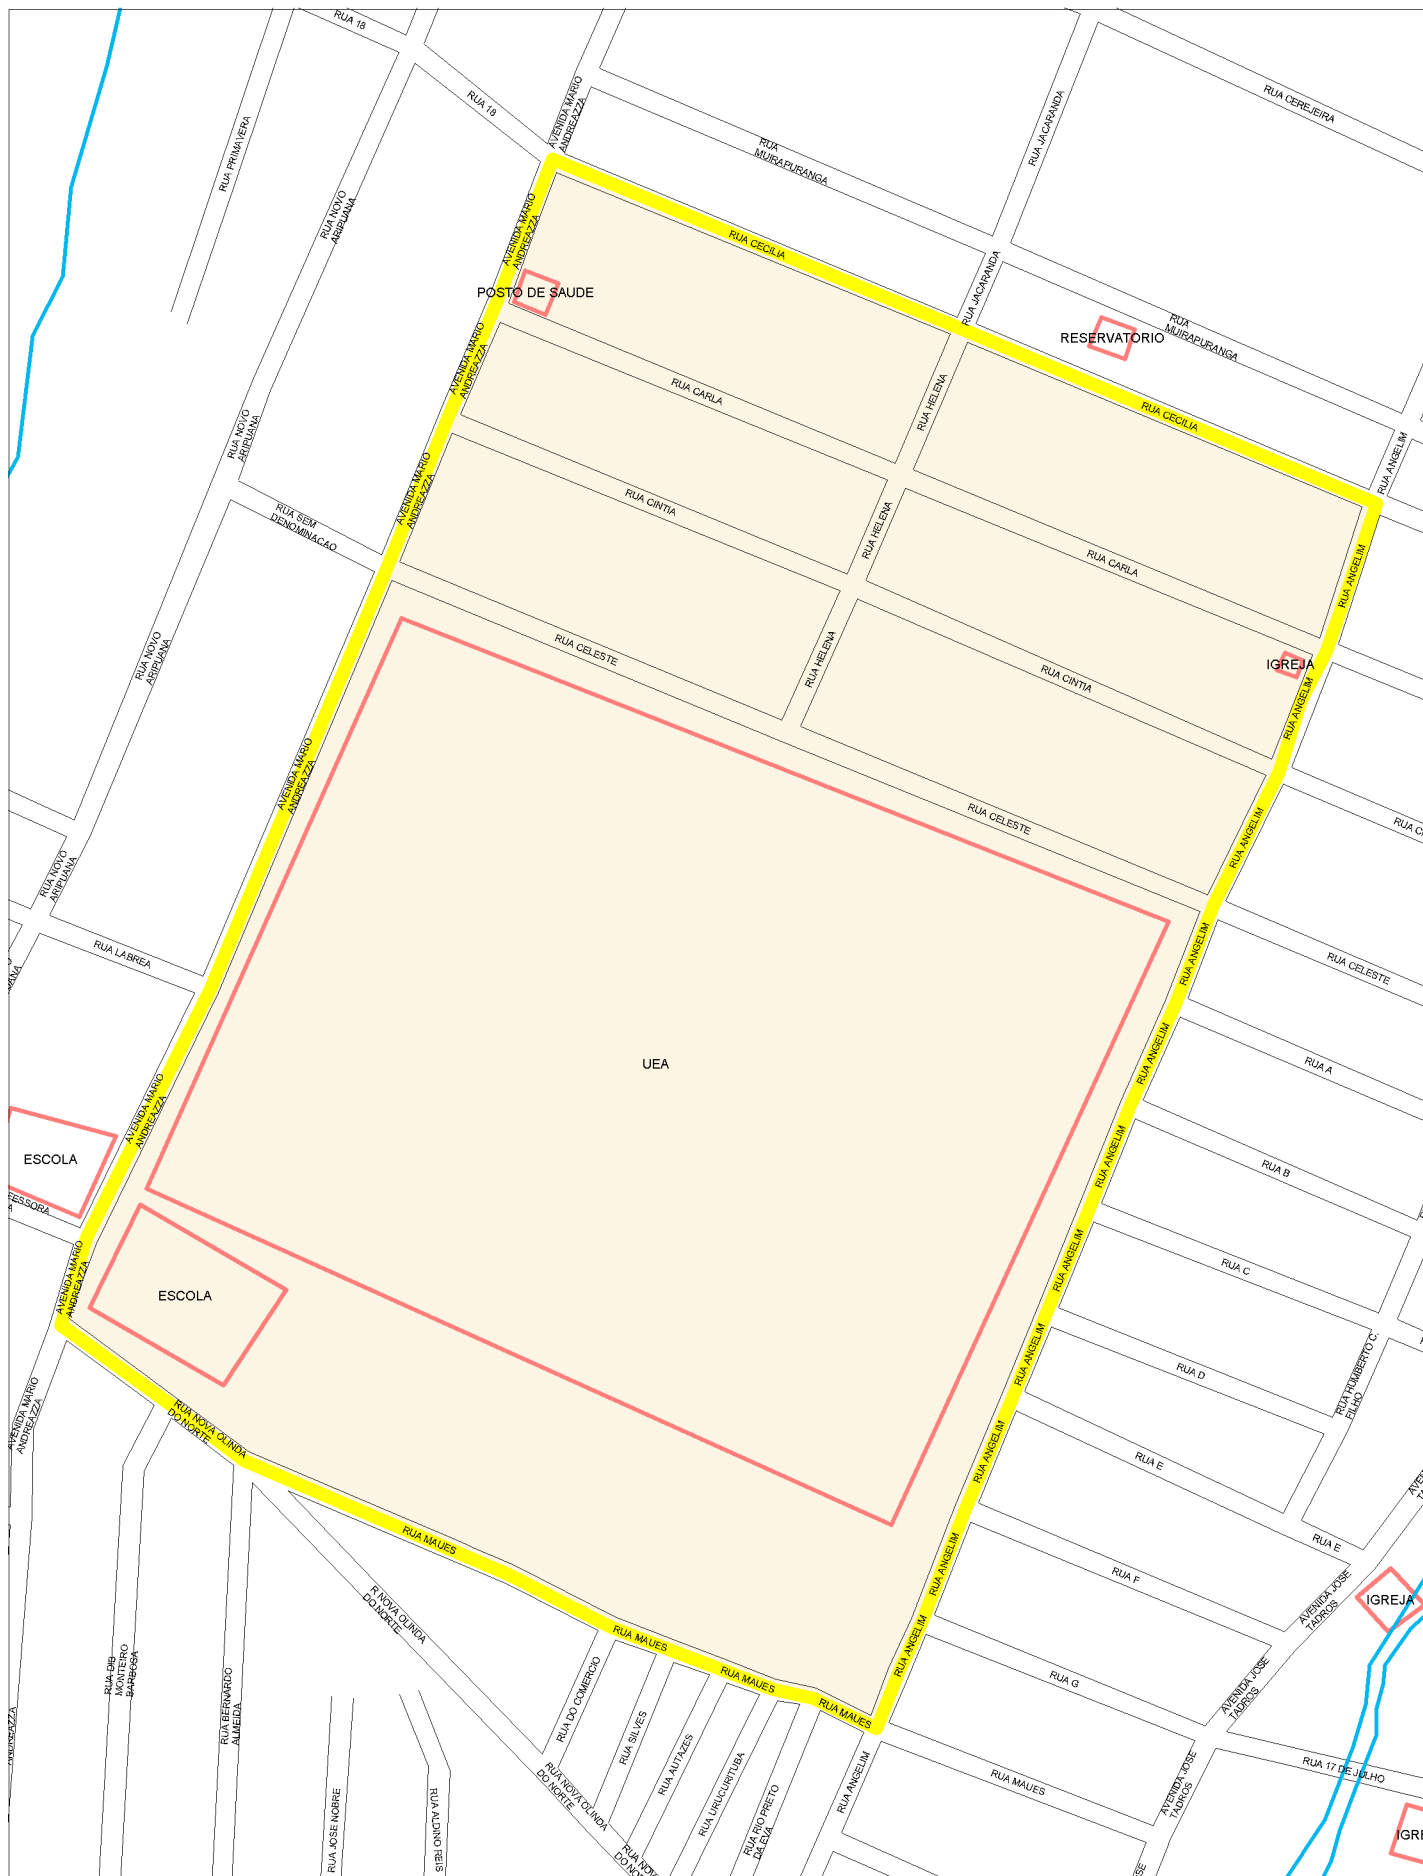 RUA 18
RUA 18
AVENIDA MARIO
ANDREAZZA
RUA CEREJEIRA
RUA PRIMAVERA
RUA JACARANDA
RUA
MUIRAPURANGA
RUA NOVO
ARIPUANA
AVENIDA MARIO
ANDREAZZA
RUA CECILIA
RUA JACARANDA
POSTO DE SAUDE
RUA
MUIRAPURANGA
RESERVATORIO
AVENIDA MARIO
ANDREAZZA
RUA CARLA
RUA HELENA
RUA CECILIA
RUA NOVO
ARIPUANA
RUA ANGELIM
AVENIDA MARIO
ANDREAZZA
RUA CINTIA
RUA SEM
DENOMINACAO
RUA HELENA
RUA CARLA
RUA ANGELIM
RUA NOVO
ARIPUANA
RUA CELESTE
RUA HELENA
IGREJA
RUA CINTIA
RUA ANGELIM
AVENIDA MARIO
ANDREAZZA
RUA CELESTE
RUA ANGELIM
RUA C
RUA NOVO
ARIPUANA
RUA LABREA
RUA ANGELIM
RUA CELESTE
UANA
UEA
RUA ANGELIM
RUA A
AVENIDA MARIO
ANDREAZZA
ESCOLA
RUA ANGELIM
RUA B
FESSORA
A
AVENIDA MARIO
ANDREAZZA
RUA ANGELIM
RUA C
ESCOLA
RUA ANGELIM
RUA D
RUA HUMBERTO C.
FILHO
AVENIDA MARIO
ANDREAZZA
RUA NOVA OLINDA
DO NORTE
RUA ANGELIM
RUA E
RUA MAUES
RUA E
RUA ANGELIM
RUA F
AVENIDA JOSE
TADROS
IGREJA
R NOVA OLINDA
DO NORTE
RUA MAUES
RUA ANGELIM
RUA DIB
MONTEIRO
BARBOSA
RUA BERNARDO
ALMEIDA
RUA DO COMERCIO
RUA SILVES
RUA MAUES
RUA MAUES
RUA G
AVENIDA JOSE
TADROS
ANDREAZZA
RUA AUTAZES
RUA URUCURITUBA
RUA RIO PRETO
DA EVA
RUA ANGELIM
RUA MAUES
AVENIDA JOSE
TADROS
RUA 17 DE JULHO
RUA JOSE NOBRE
RUA ALDINO REIS
RUA NOVA OLINDA
DO NORTE
RUA NOV
DO NO
IGRE